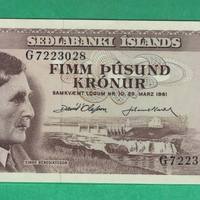 SEÐLABANKI ÍSLANDS
G7223028
FIMM ÞÚSUND
KRÓNUR
SAMKVÆMT LÖGUM NR. 10, 29. MARZ 1961
G7223
EINAR BENEDIKTSSON